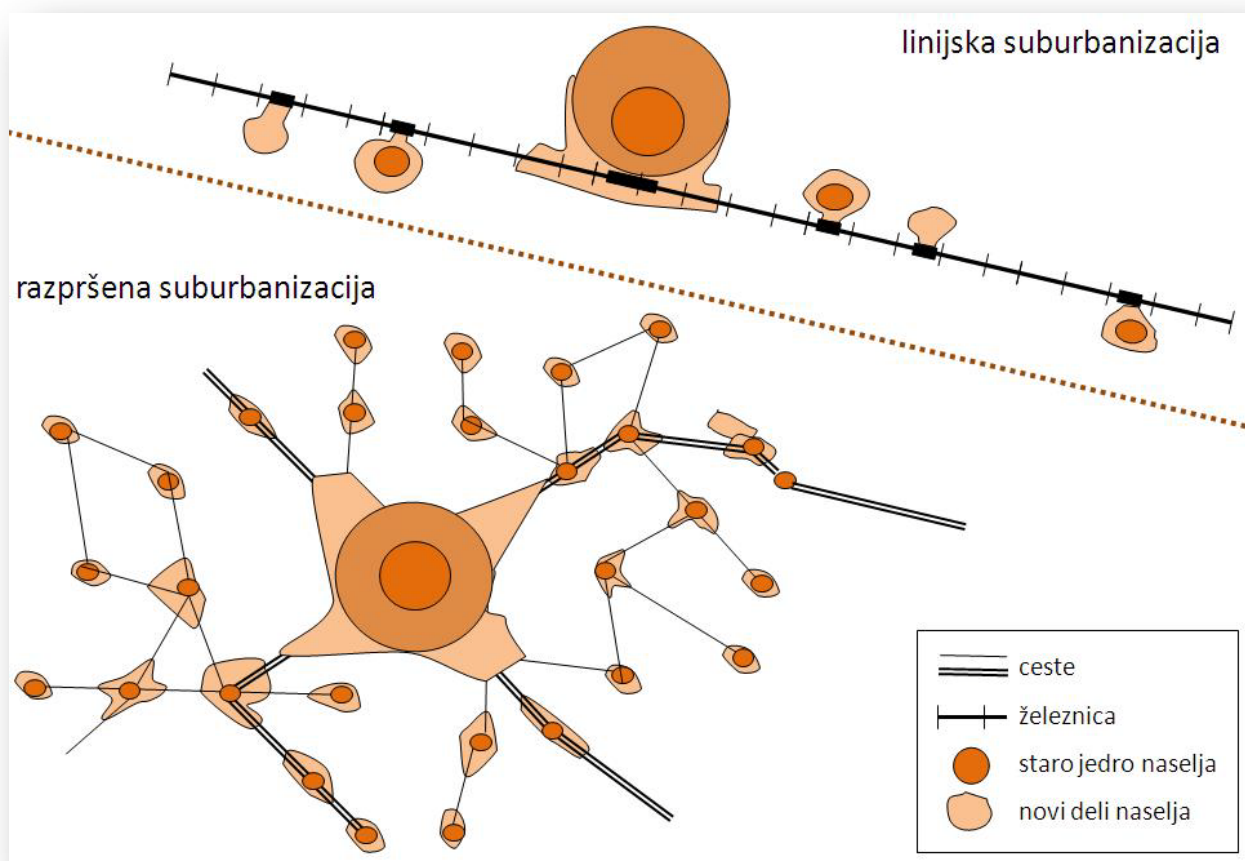 linijska suburbanizacija
razpršena suburbanizacija
ceste
železnica
staro jedro naselja
novi deli naselja